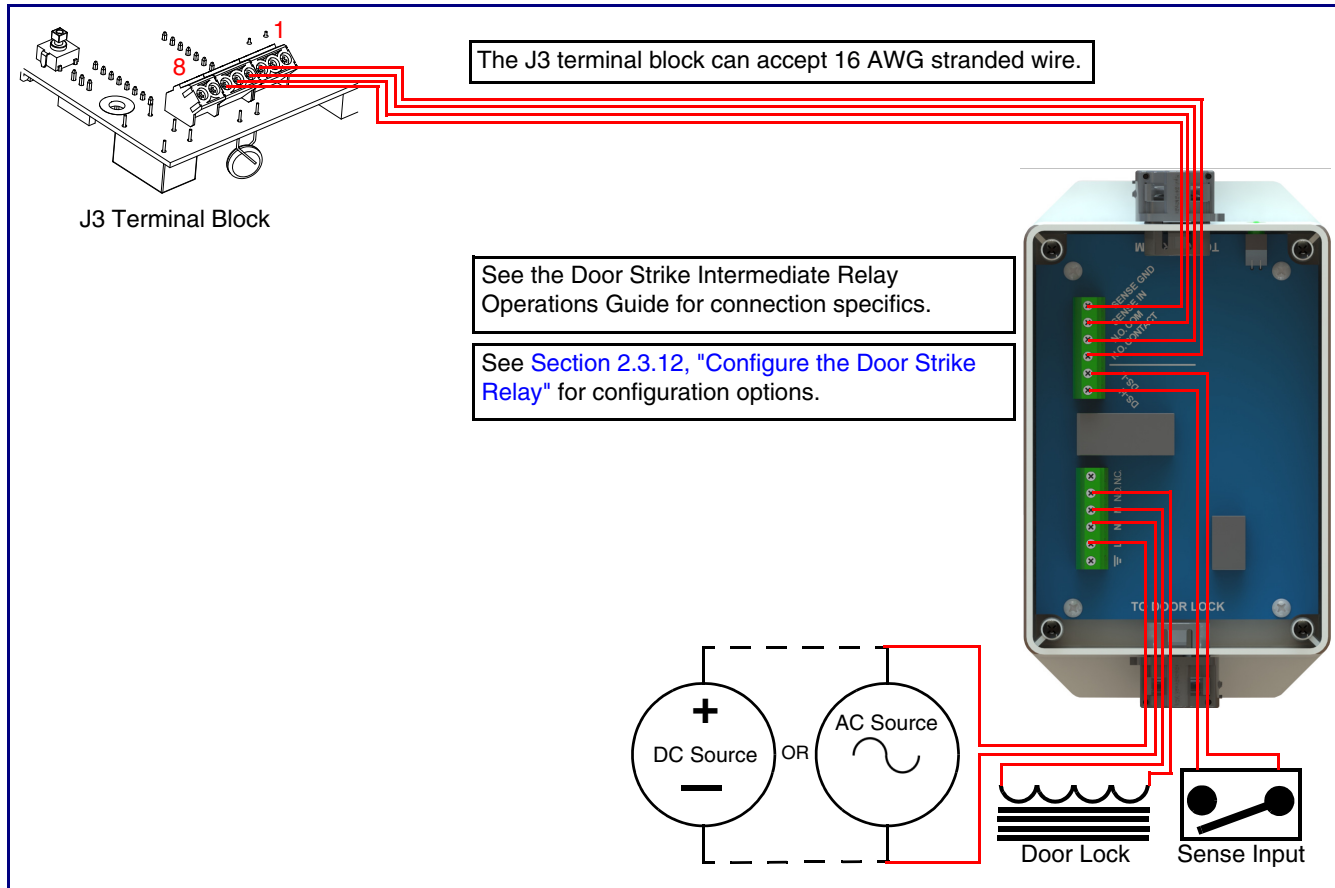 1
8
The J3 terminal block can accept 16 AWG stranded wire.
J3 Terminal Block
See the Door Strike Intermediate Relay
Operations Guide for connection specifics.
See Section 2.3.12, "Configure the Door Strike
Relay" for configuration options.
SENSE GND
SENSE IN
N.O. COM
N.O. CONTACT
N.C.
N.O.
N
L
TO DOOR LOCK
+
DC Source
−
OR
AC Source
Door Lock
Sense Input